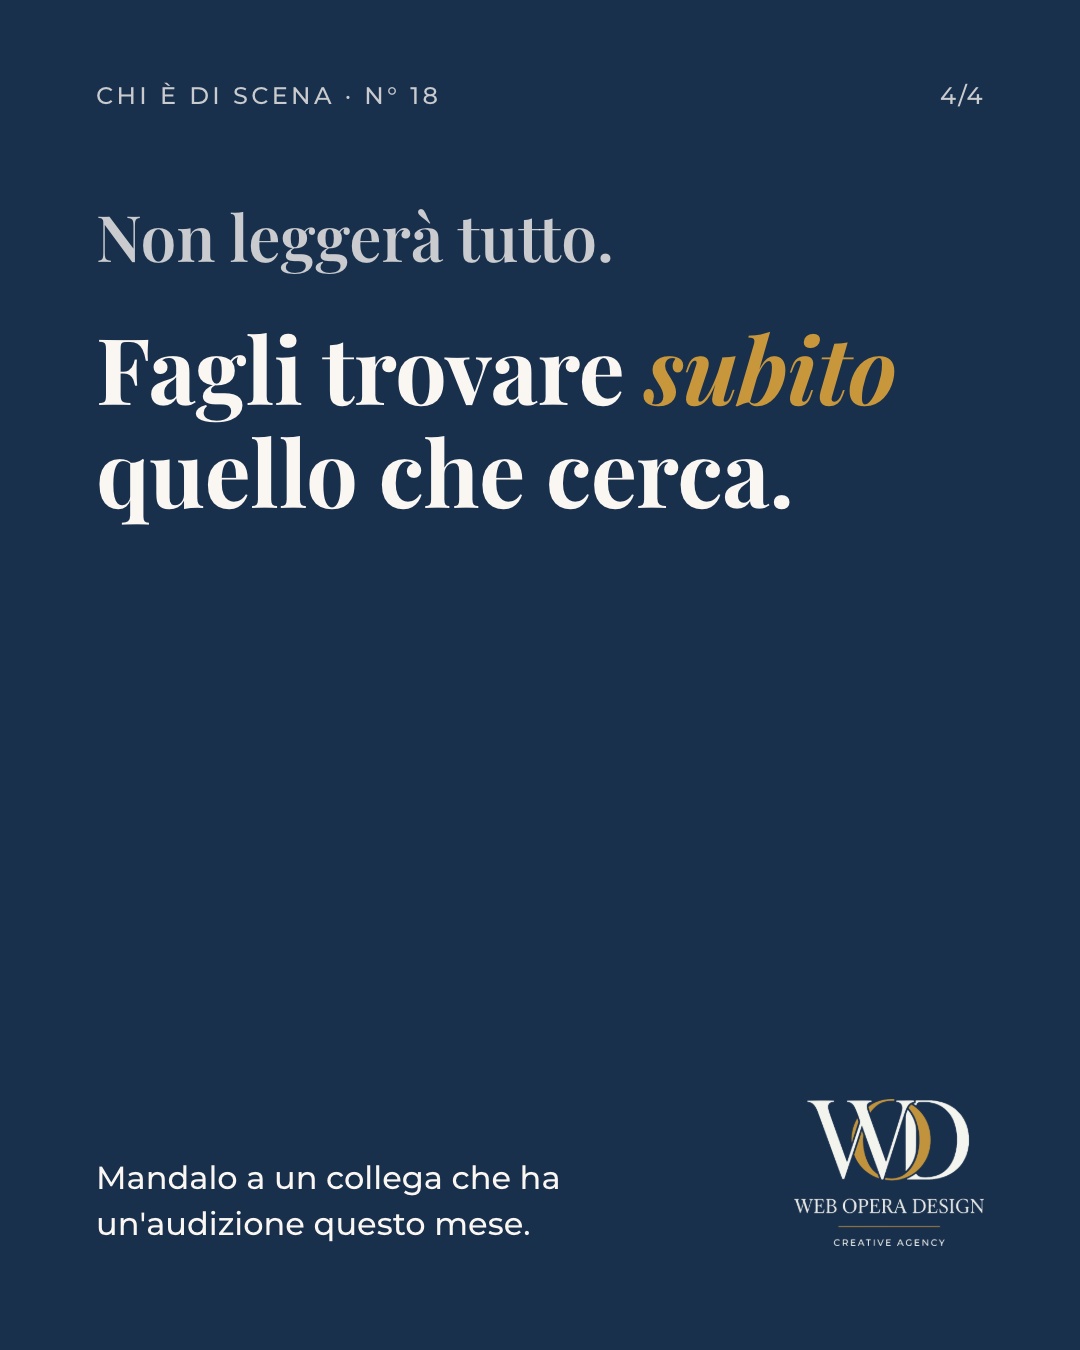 CHI È DI SCENA · N° 18
4/4
Non leggerà tutto.
Fagli trovare subito
quello che cerca.
Mandalo a un collega che ha
un'audizione questo mese.
WOD
WEB OPERA DESIGN
CREATIVE AGENCY